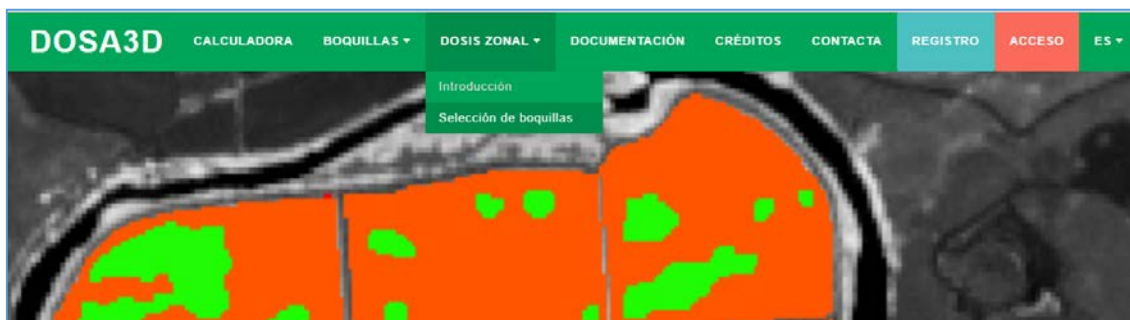 DOSA3D CALCULADORA BOQUILLAS DOSIS ZONAL DOCUMENTACIÓN CRÉDITOS CONTACTA REGISTRO ACCESO ES
Introducción
Selección de boquillas